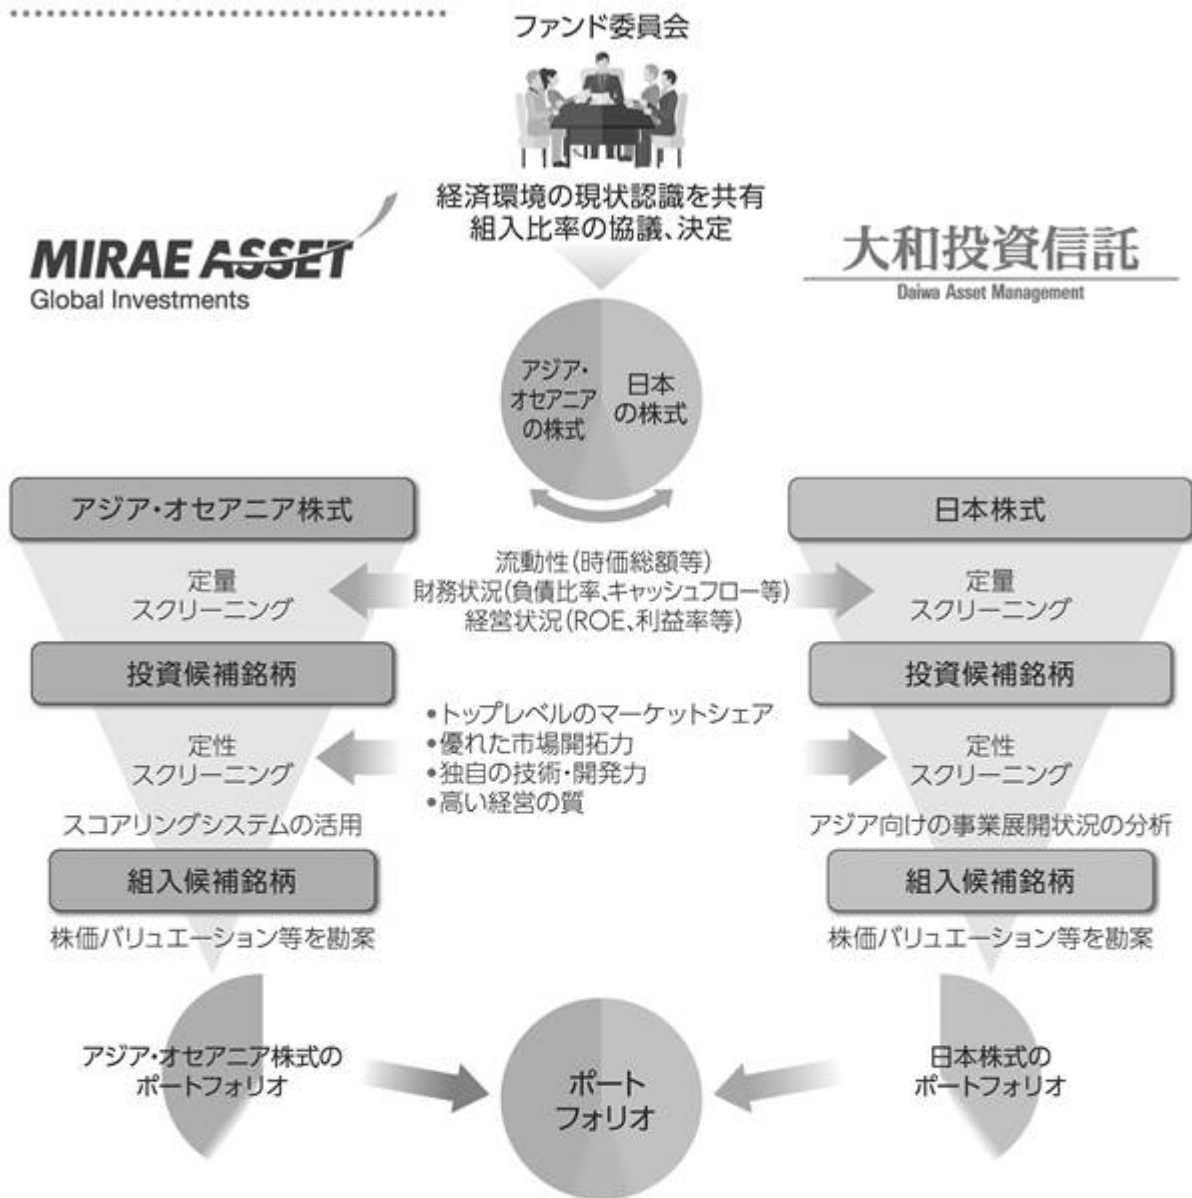 ファンド委員会
経済環境の現状認識を共有
組入比率の協議、決定
MIRAE ASSET
Global Investments
大和投資信託
Daiwa Asset Management
アジア・
オセアニア
の株式
日本
の株式
アジア・オセアニア株式
日本株式
定量
スクリーニング
流動性(時価総額等)
財務状況(負債比率、キャッシュフロー等)
経営状況(ROE、利益率等)
定量
スクリーニング
投資候補銘柄
投資候補銘柄
定性
スクリーニング
•トップレベルのマーケットシェア
•優れた市場開拓力
•独自の技術・開発力
•高い経営の質
定性
スクリーニング
スコアリングシステムの活用
アジア向けの事業展開状況の分析
組入候補銘柄
組入候補銘柄
株価バリュエーション等を勘案
株価バリュエーション等を勘案
アジア・オセアニア株式の
ポートフォリオ
ポート
フォリオ
日本株式の
ポートフォリオ